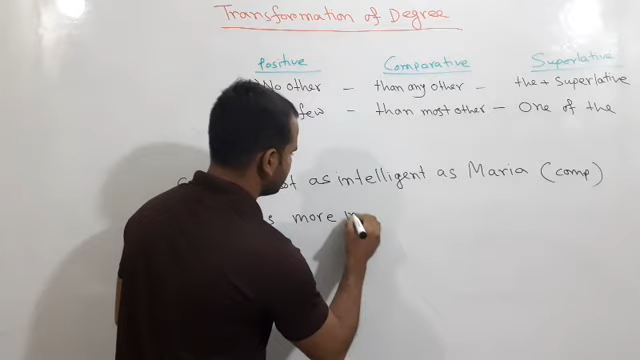 Transformation of Degree
Positive Comparative Superlative
No other - than any other - the + Superlative
few - than most other - One of the
as intelligent as Maria (comp)
more